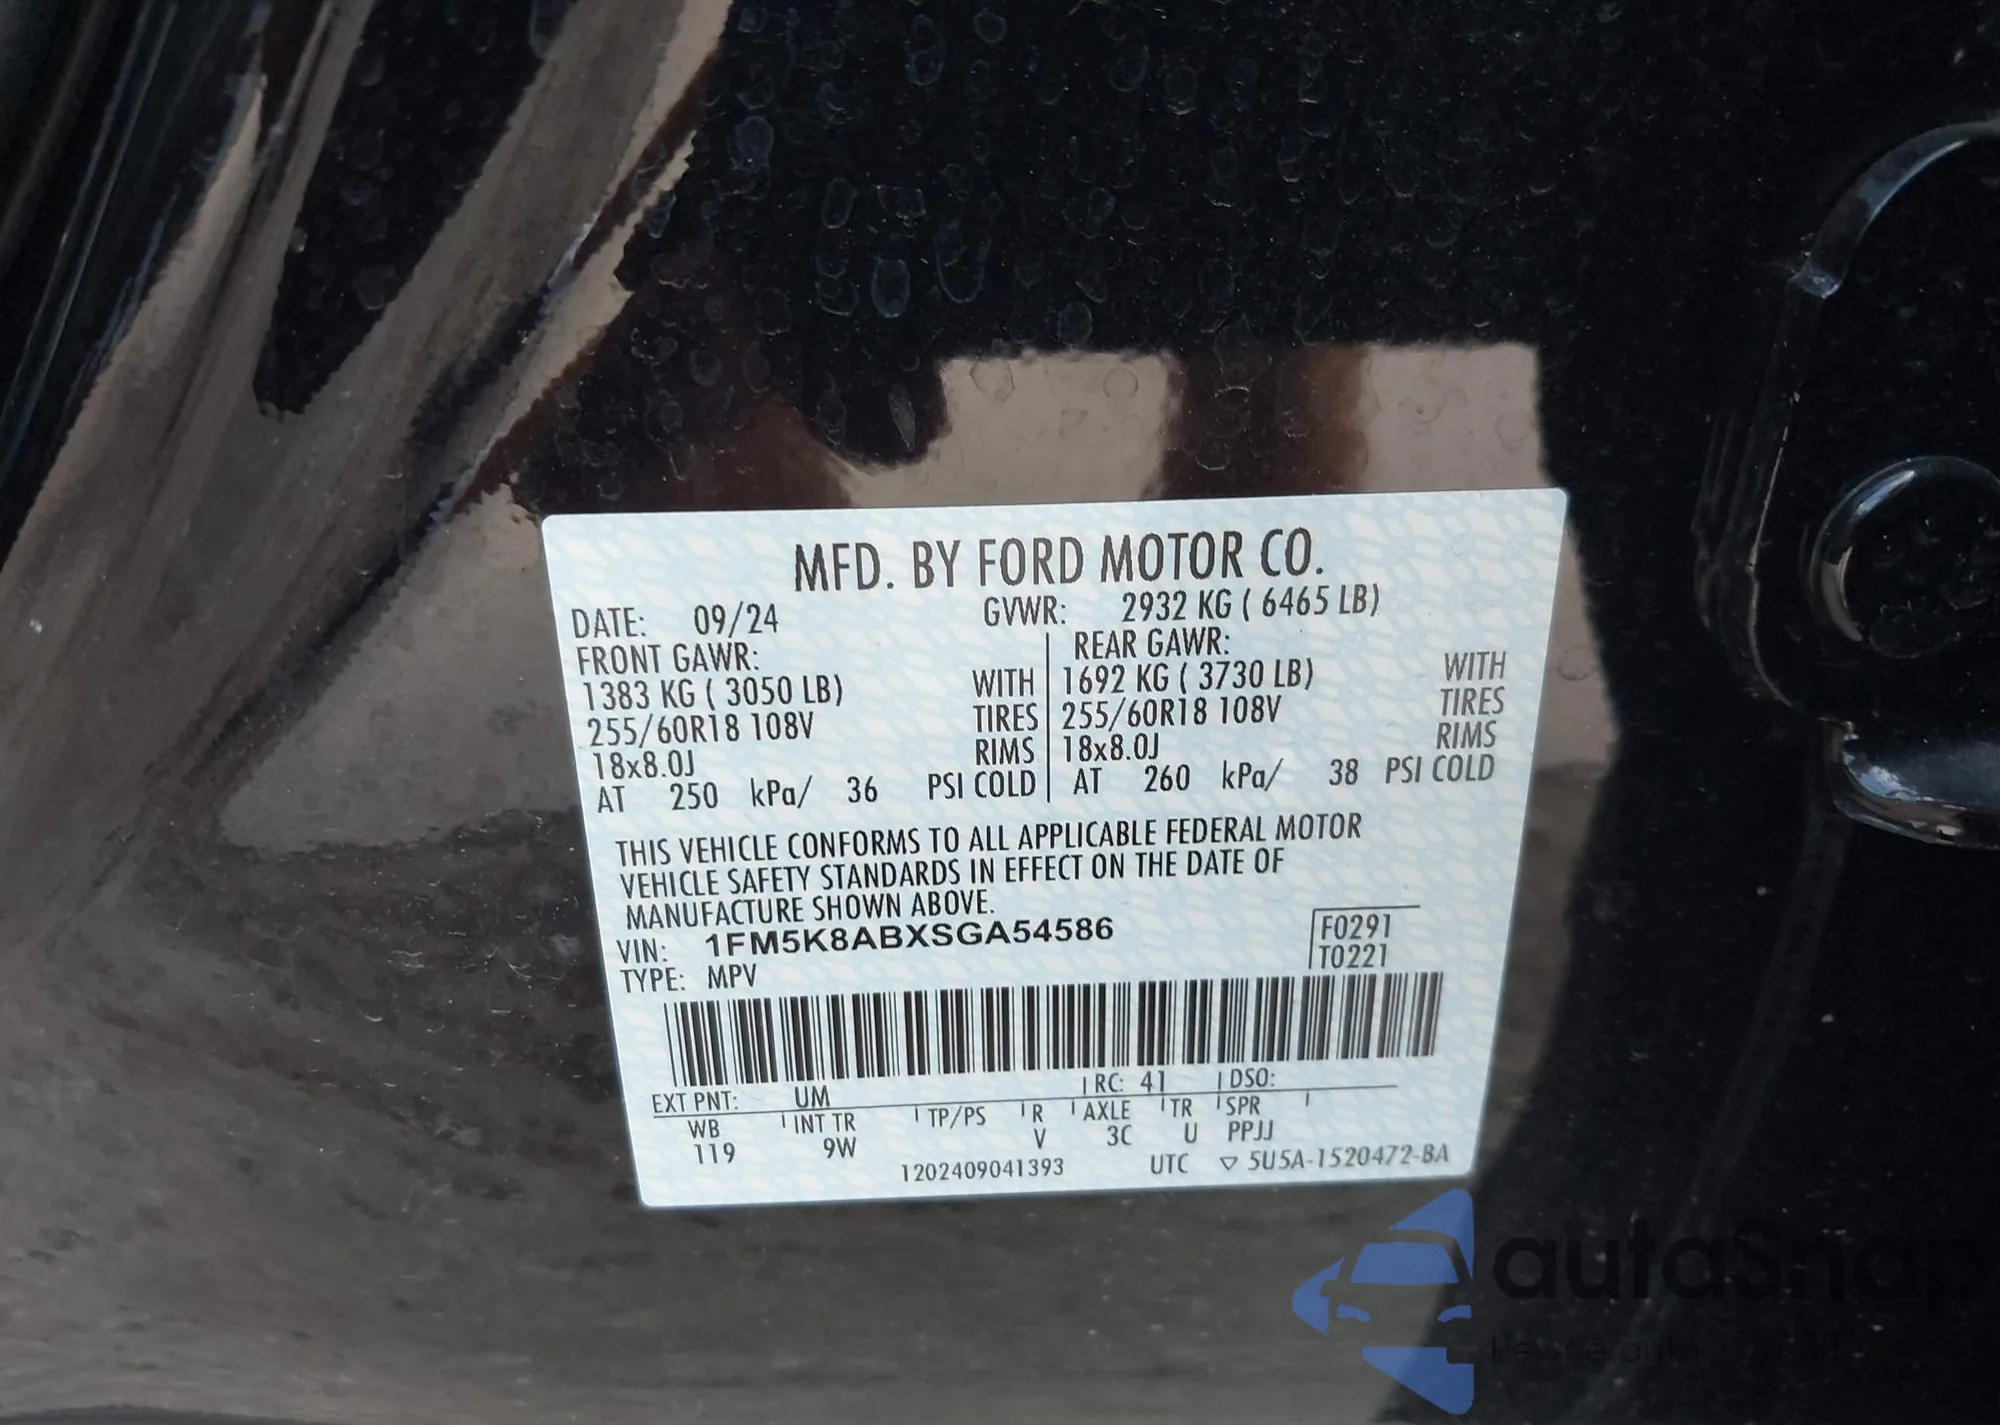 MFD. BY FORD MOTOR CO.
DATE: 09/24 GVWR: 2932 KG ( 6465 LB)
FRONT GAWR: REAR GAWR:
1383 KG ( 3050 LB) WITH 1692 KG ( 3730 LB) WITH
255/60R18 108V TIRES 255/60R18 108V TIRES
18x8.0J RIMS 18x8.0J RIMS
AT 250 kPa/ 36 PSI COLD AT 260 kPa/ 38 PSI COLD
THIS VEHICLE CONFORMS TO ALL APPLICABLE FEDERAL MOTOR
VEHICLE SAFETY STANDARDS IN EFFECT ON THE DATE OF
MANUFACTURE SHOWN ABOVE.
VIN: 1FM5K8ABXSGA54586 F0291
TYPE: MPV T0221
EXT PNT: UM RC: 41 DSO:
WB INT TR TP/PS R AXLE TR SPR
119 9W V 3C U PPJJ
1202409041393 UTC ▽ 5U5A-1520472-BA
autaSnap